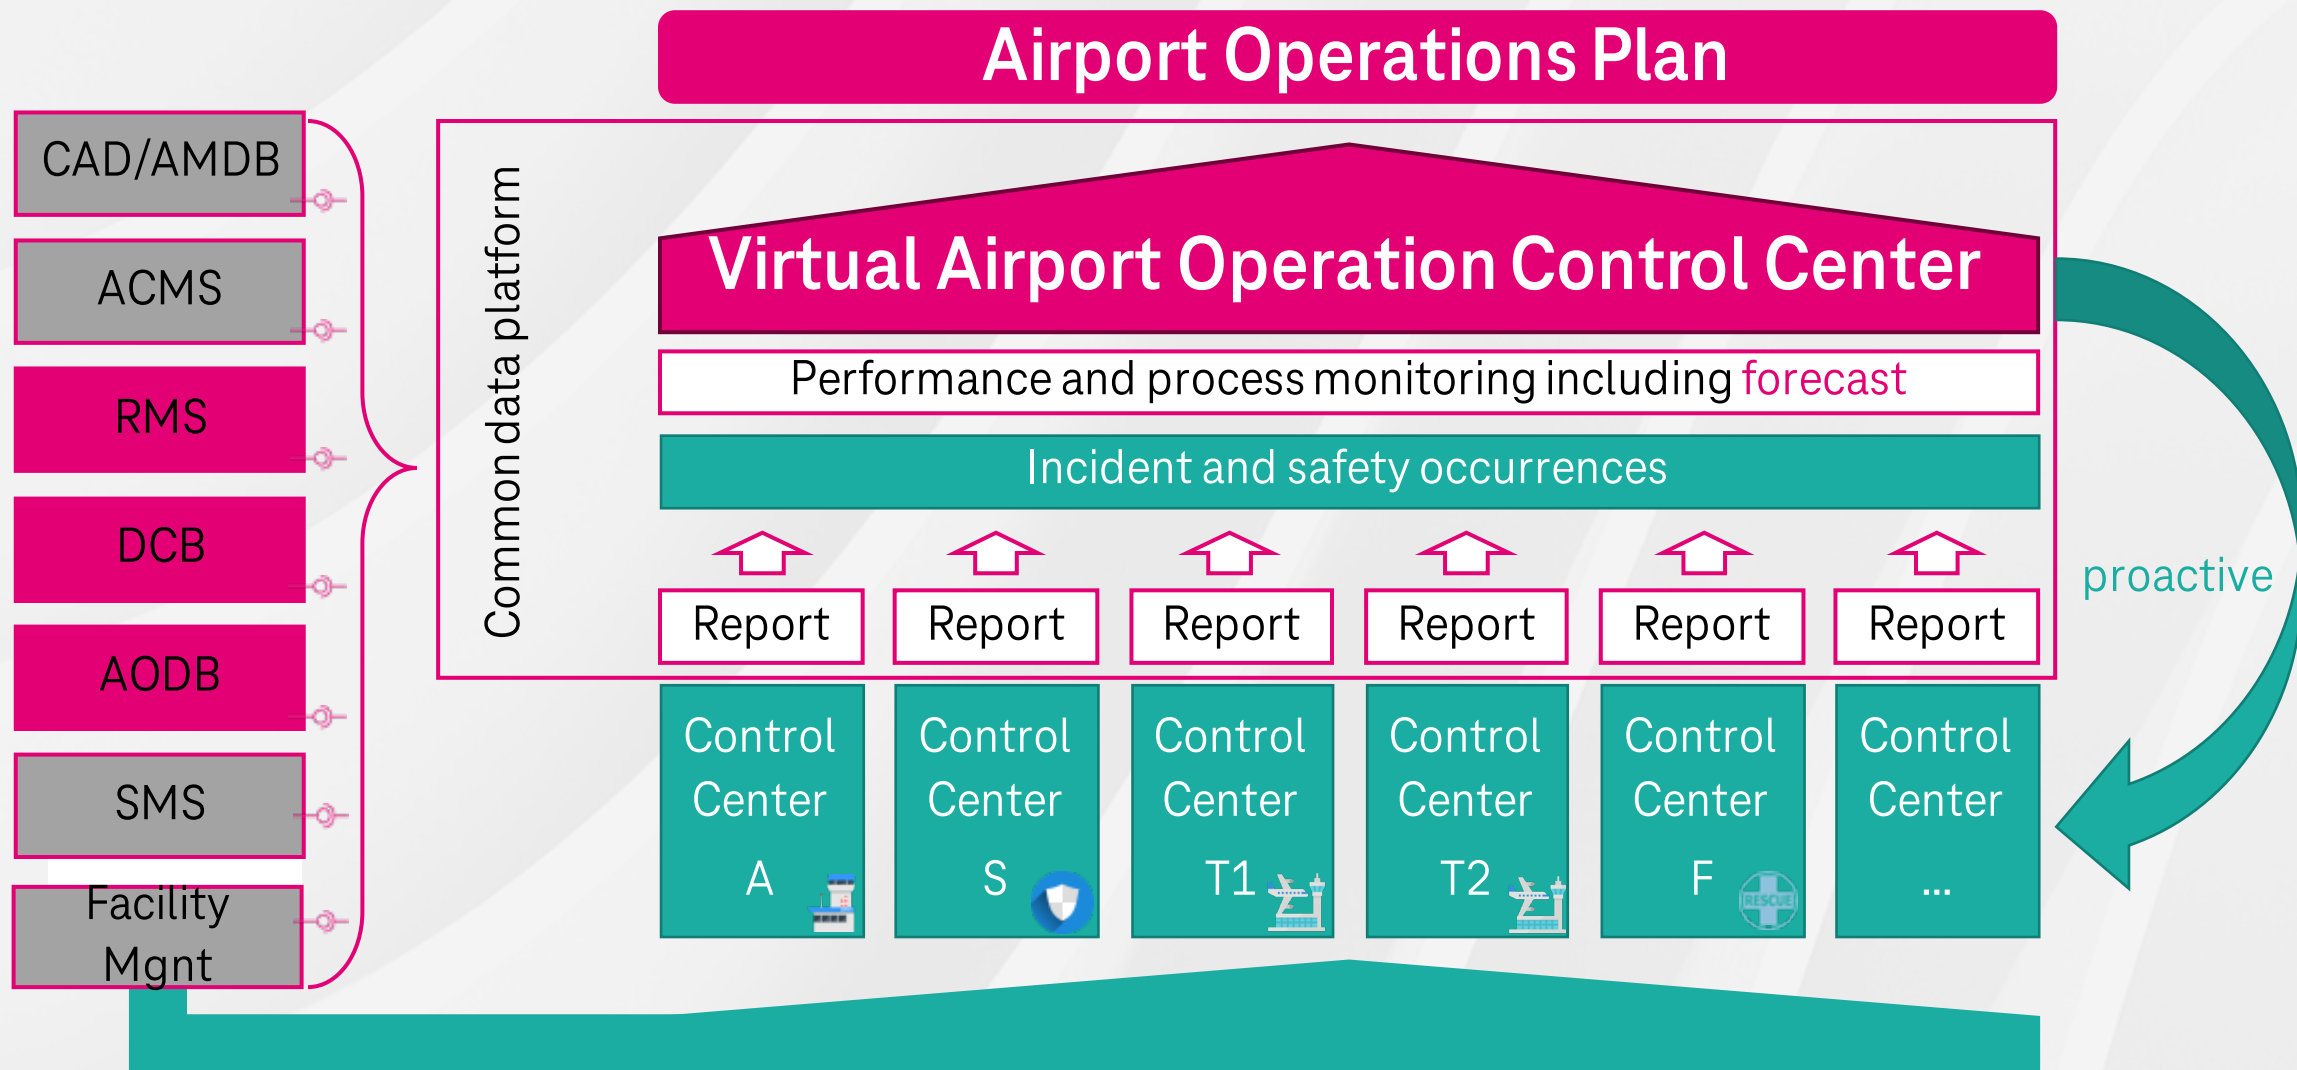 Airport Operations Plan
CAD/AMDB
ACMS
RMS
DCB
AODB
SMS
Facility
Mgnt
Common data platform
Virtual Airport Operation Control Center
Performance and process monitoring including forecast
Incident and safety occurrences
Report
Report
Report
Report
Report
Report
Control
Center
A
Control
Center
S
Control
Center
T1
Control
Center
T2
Control
Center
F
RESCUE
Control
Center
...
proactive